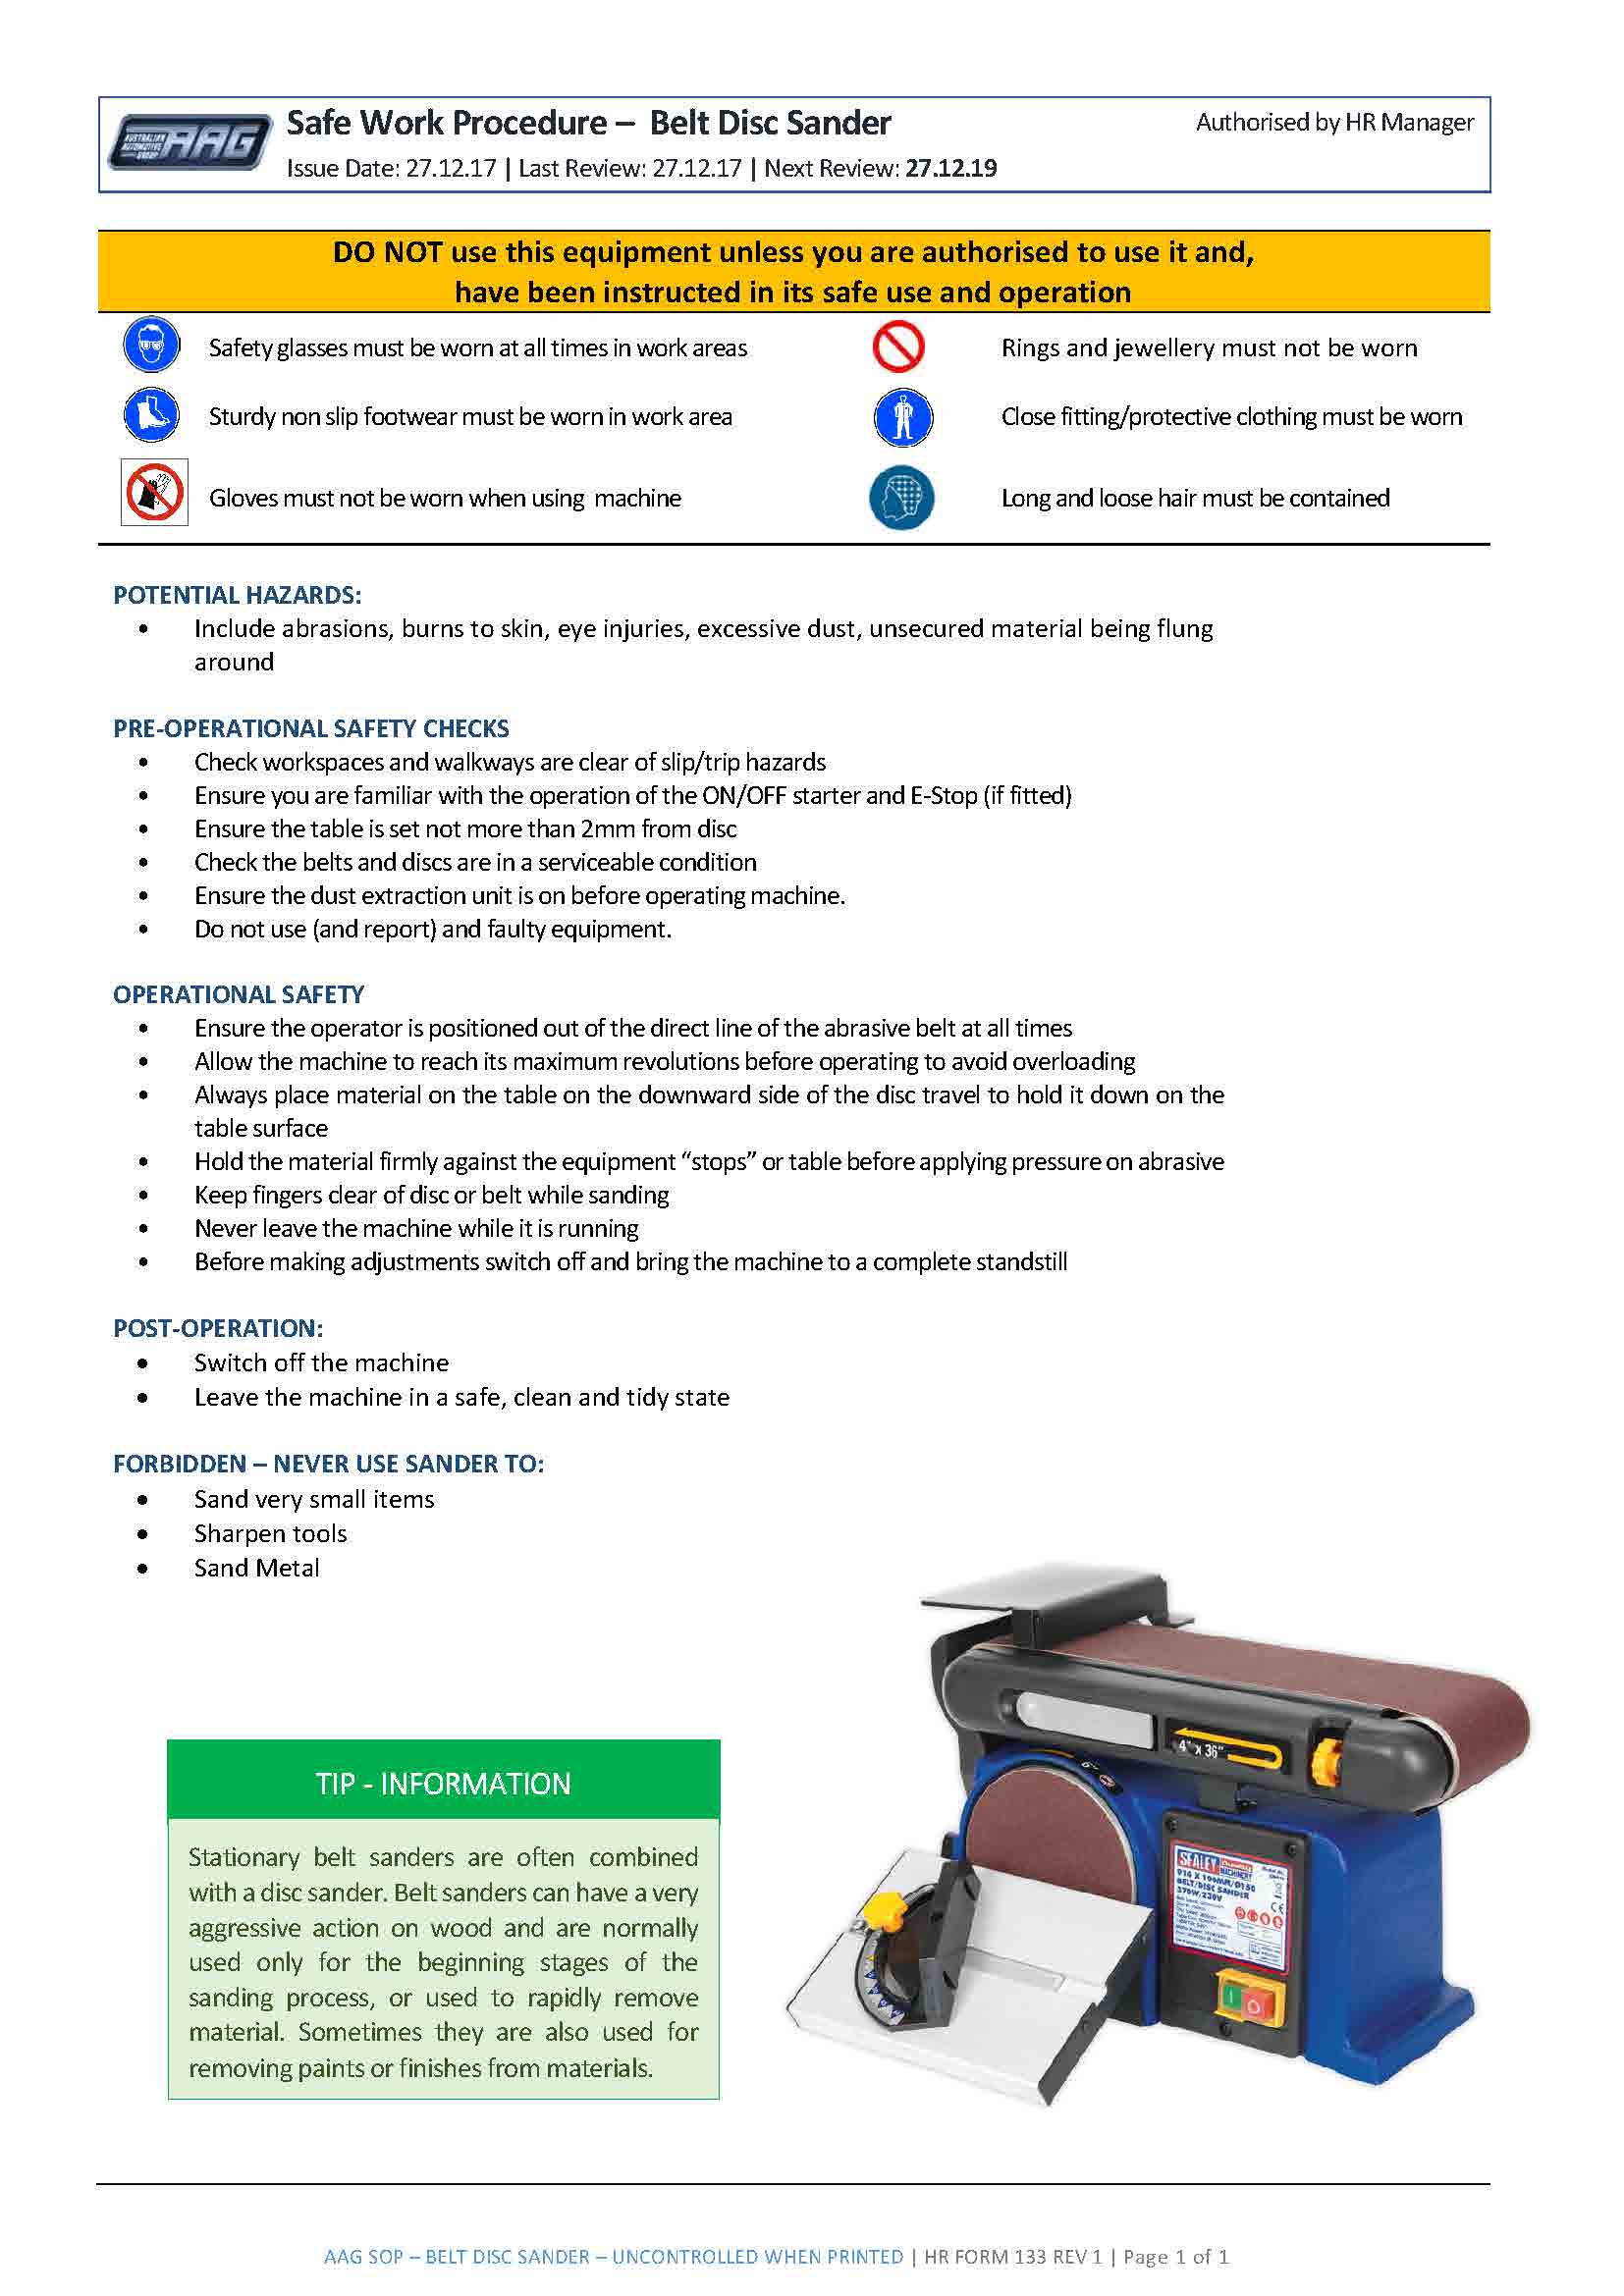 AUSTRALIAN
AUTOMOTIVE
GROUP
AAG
Safe Work Procedure – Belt Disc Sander
Authorised by HR Manager
Issue Date: 27.12.17 | Last Review: 27.12.17 | Next Review: 27.12.19
DO NOT use this equipment unless you are authorised to use it and,
have been instructed in its safe use and operation
Safety glasses must be worn at all times in work areas
Rings and jewellery must not be worn
Sturdy non slip footwear must be worn in work area
Close fitting/protective clothing must be worn
Gloves must not be worn when using machine
Long and loose hair must be contained
POTENTIAL HAZARDS:
• Include abrasions, burns to skin, eye injuries, excessive dust, unsecured material being flung
around
PRE-OPERATIONAL SAFETY CHECKS
• Check workspaces and walkways are clear of slip/trip hazards
• Ensure you are familiar with the operation of the ON/OFF starter and E-Stop (if fitted)
• Ensure the table is set not more than 2mm from disc
• Check the belts and discs are in a serviceable condition
• Ensure the dust extraction unit is on before operating machine.
• Do not use (and report) and faulty equipment.
OPERATIONAL SAFETY
• Ensure the operator is positioned out of the direct line of the abrasive belt at all times
• Allow the machine to reach its maximum revolutions before operating to avoid overloading
• Always place material on the table on the downward side of the disc travel to hold it down on the
table surface
• Hold the material firmly against the equipment “stops” or table before applying pressure on abrasive
• Keep fingers clear of disc or belt while sanding
• Never leave the machine while it is running
• Before making adjustments switch off and bring the machine to a complete standstill
POST-OPERATION:
• Switch off the machine
• Leave the machine in a safe, clean and tidy state
FORBIDDEN – NEVER USE SANDER TO:
• Sand very small items
• Sharpen tools
• Sand Metal
4" x 36"
6"
SEALEY
MACHINERY
BELT/DISC SANDER
370W/230V
TIP - INFORMATION
Stationary belt sanders are often combined
with a disc sander. Belt sanders can have a very
aggressive action on wood and are normally
used only for the beginning stages of the
sanding process, or used to rapidly remove
material. Sometimes they are also used for
removing paints or finishes from materials.
AAG SOP – BELT DISC SANDER – UNCONTROLLED WHEN PRINTED | HR FORM 133 REV 1 | Page 1 of 1